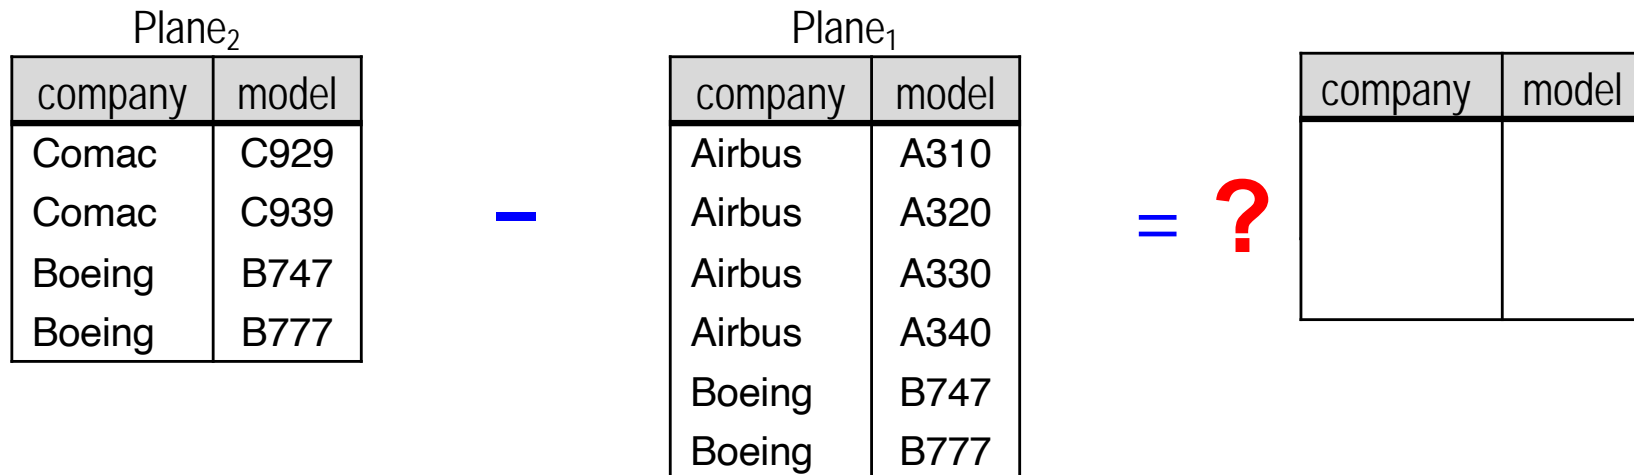 Plane₂
company model
Comac C929
Comac C939
Boeing B747
Boeing B777
–
Plane₁
company model
Airbus A310
Airbus A320
Airbus A330
Airbus A340
Boeing B747
Boeing B777
= ?
company model